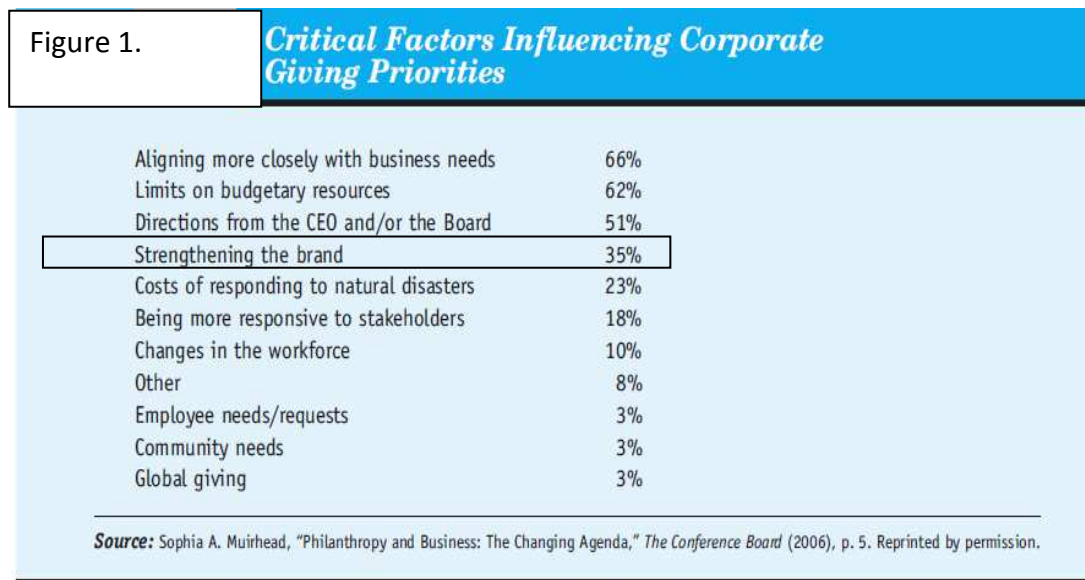 Figure 1.
Critical Factors Influencing Corporate
Giving Priorities
Aligning more closely with business needs 66%
Limits on budgetary resources 62%
Directions from the CEO and/or the Board 51%
Strengthening the brand 35%
Costs of responding to natural disasters 23%
Being more responsive to stakeholders 18%
Changes in the workforce 10%
Other 8%
Employee needs/requests 3%
Community needs 3%
Global giving 3%
Source: Sophia A. Muirhead, “Philanthropy and Business: The Changing Agenda,” The Conference Board (2006), p. 5. Reprinted by permission.